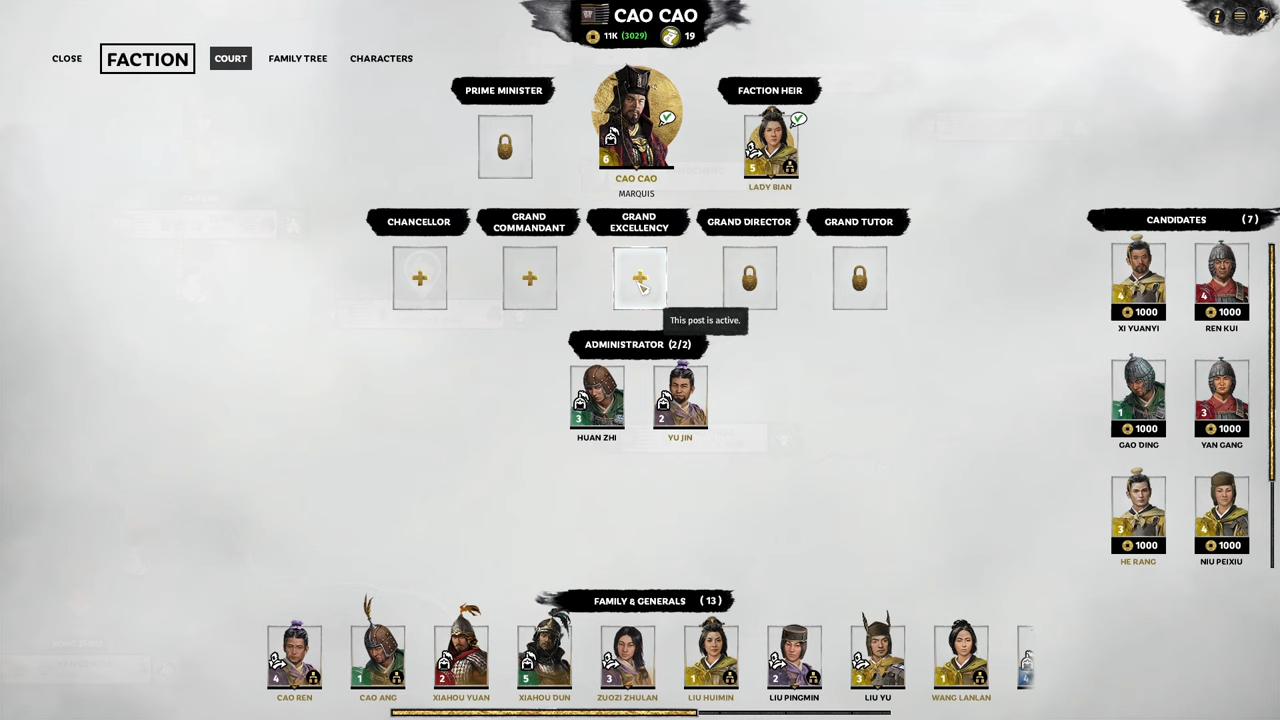 CAO CAO
11K (3029) 19
CLOSE FACTION COURT FAMILY TREE CHARACTERS
PRIME MINISTER
FACTION HEIR
6
CAO CAO
MARQUIS
5
LADY BIAN
CHANCELLOR
GRAND
COMMANDANT
GRAND
EXCELLENCY
GRAND DIRECTOR
GRAND TUTOR
This post is active.
ADMINISTRATOR (2/2)
3
HUAN ZHI
2
YU JIN
CANDIDATES (7)
4
1000
XI YUANYI
4
1000
REN KUI
1
1000
GAO DING
3
1000
YAN GANG
3
1000
HE RANG
4
1000
NIU PEIXIU
FAMILY & GENERALS (13)
4
CAO REN
1
CAO ANG
2
XIAHOU YUAN
5
XIAHOU DUN
3
ZUOZI ZHULAN
1
LIU HUIMIN
2
LIU PINGMIN
3
LIU YU
1
WANG LANLAN
4